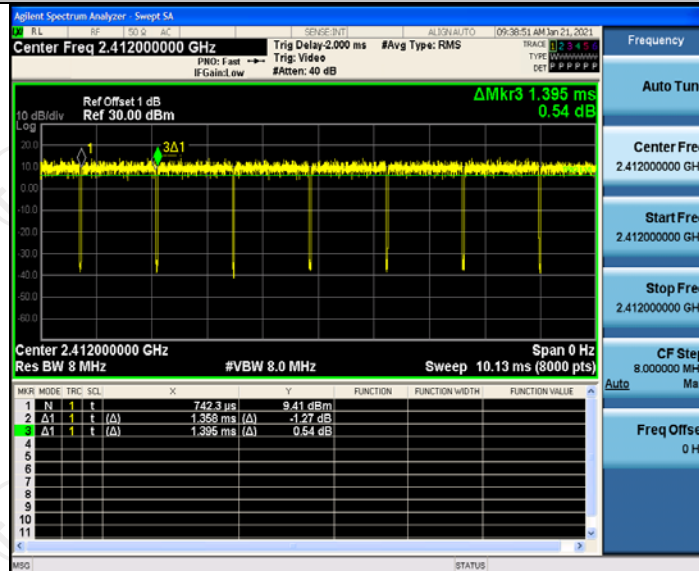 Agilent Spectrum Analyzer - Swept SA
RL RF 50 Ω AC SENSE:INT ALIGNAUTO 09:38:51 AM Jan 21, 2021
Center Freq 2.412000000 GHz Trig Delay-2.000 ms #Avg Type: RMS TRACE 1 2 3 4 5 6
PNO: Fast Trig: Video TYPE
IFGain:Low #Atten: 40 dB DET P P P P P P
ΔMkr3 1.395 ms
0.54 dB
Ref Offset 1 dB
10 dB/div Ref 30.00 dBm
Log
20.0
10.0
0.00
-10.0
-20.0
-30.0
-40.0
-50.0
-60.0
1
3Δ1
Center 2.412000000 GHz Span 0 Hz
Res BW 8 MHz #VBW 8.0 MHz Sweep 10.13 ms (8000 pts)
MKR MODE TRC SCL X Y FUNCTION FUNCTION WIDTH FUNCTION VALUE
1 N 1 t 742.3 µs 9.41 dBm
2 Δ1 1 t (Δ) 1.358 ms (Δ) -1.27 dB
3 Δ1 1 t (Δ) 1.395 ms (Δ) 0.54 dB
4
5
6
7
8
9
10
11
MSG STATUS
Frequency
Auto Tun
Center Fre
2.412000000 GH
Start Fre
2.412000000 GH
Stop Fre
2.412000000 GH
CF Ste
8.000000 MH
Auto Ma
Freq Offse
0 H